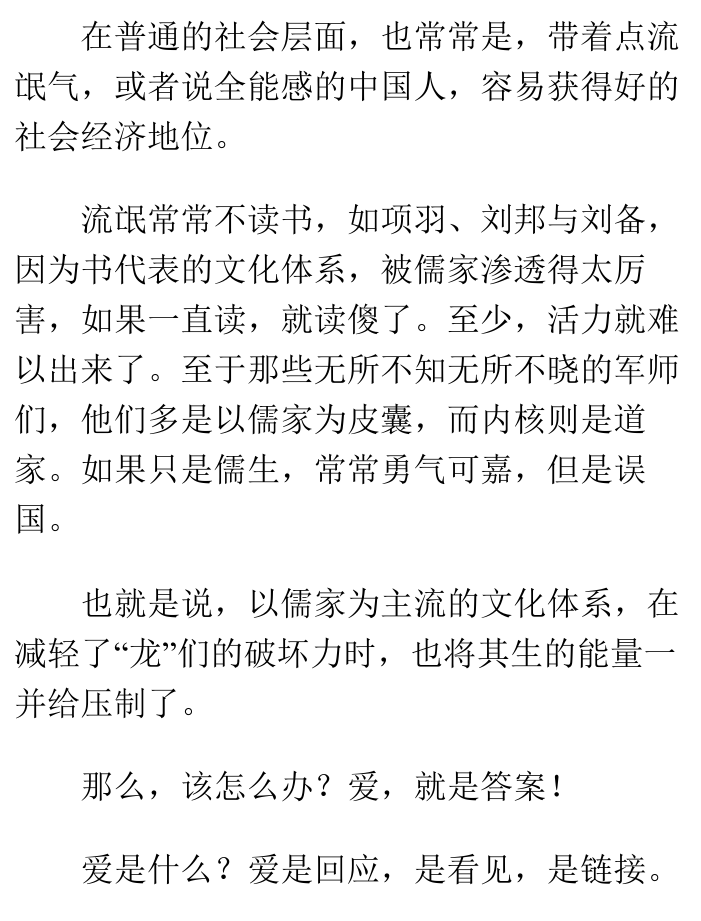 在普通的社会层面，也常常是，带着点流
氓气，或者说全能感的中国人，容易获得好的
社会经济地位。
流氓常常不读书，如项羽、刘邦与刘备，
因为书代表的文化体系，被儒家渗透得太厉
害，如果一直读，就读傻了。至少，活力就难
以出来了。至于那些无所不知无所不晓的军师
们，他们多是以儒家为皮囊，而内核则是道
家。如果只是儒生，常常勇气可嘉，但是误
国。
也就是说，以儒家为主流的文化体系，在
减轻了“龙”们的破坏力时，也将其生的能量一
并给压制了。
那么，该怎么办？爱，就是答案！
爱是什么？爱是回应，是看见，是链接。